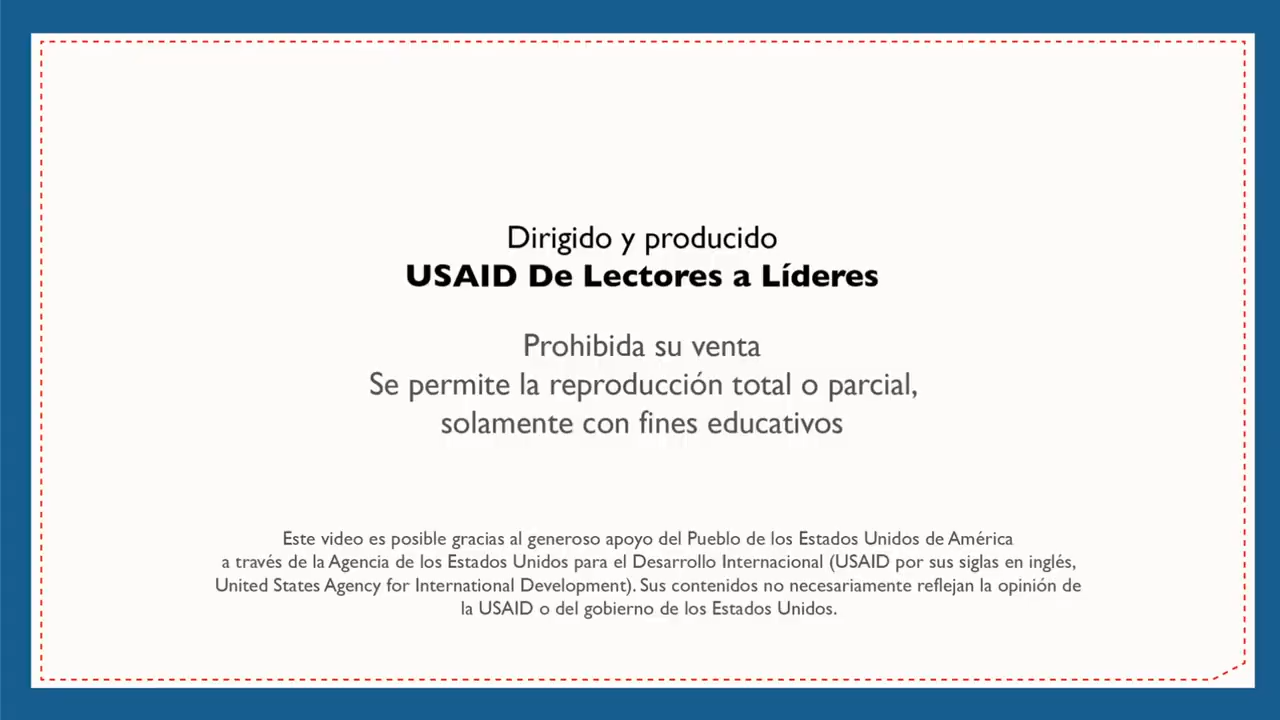 Dirigido y producido
USAID De Lectores a Líderes
Prohibida su venta
Se permite la reproducción total o parcial,
solamente con fines educativos
Este video es posible gracias al generoso apoyo del Pueblo de los Estados Unidos de América
a través de la Agencia de los Estados Unidos para el Desarrollo Internacional (USAID por sus siglas en inglés,
United States Agency for International Development). Sus contenidos no necesariamente reflejan la opinión de
la USAID o del gobierno de los Estados Unidos.